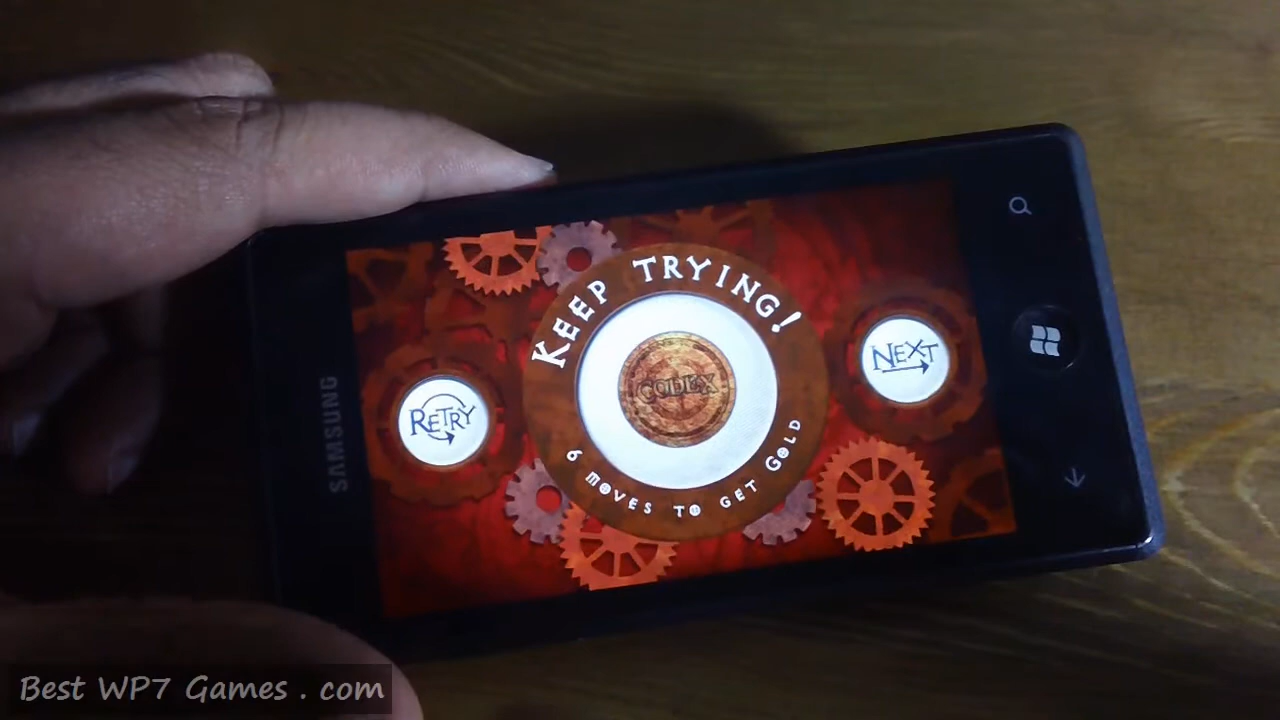 SAMSUNG
KEEP TRYING!
CODEX
RETRY
NEXT
6 MOVES TO GET GOLD
Best WP7 Games . com